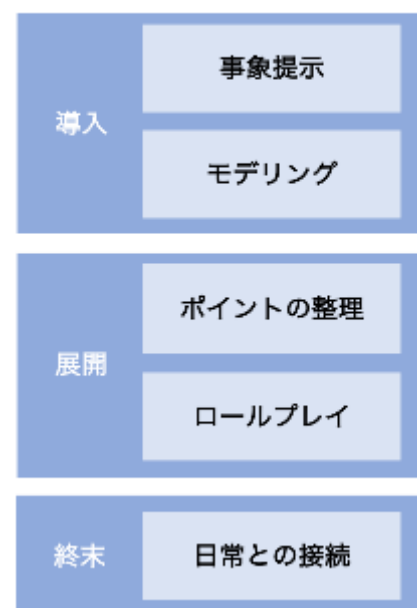 導入
事象提示
モデリング
展開
ポイントの整理
ロールプレイ
終末
日常との接続